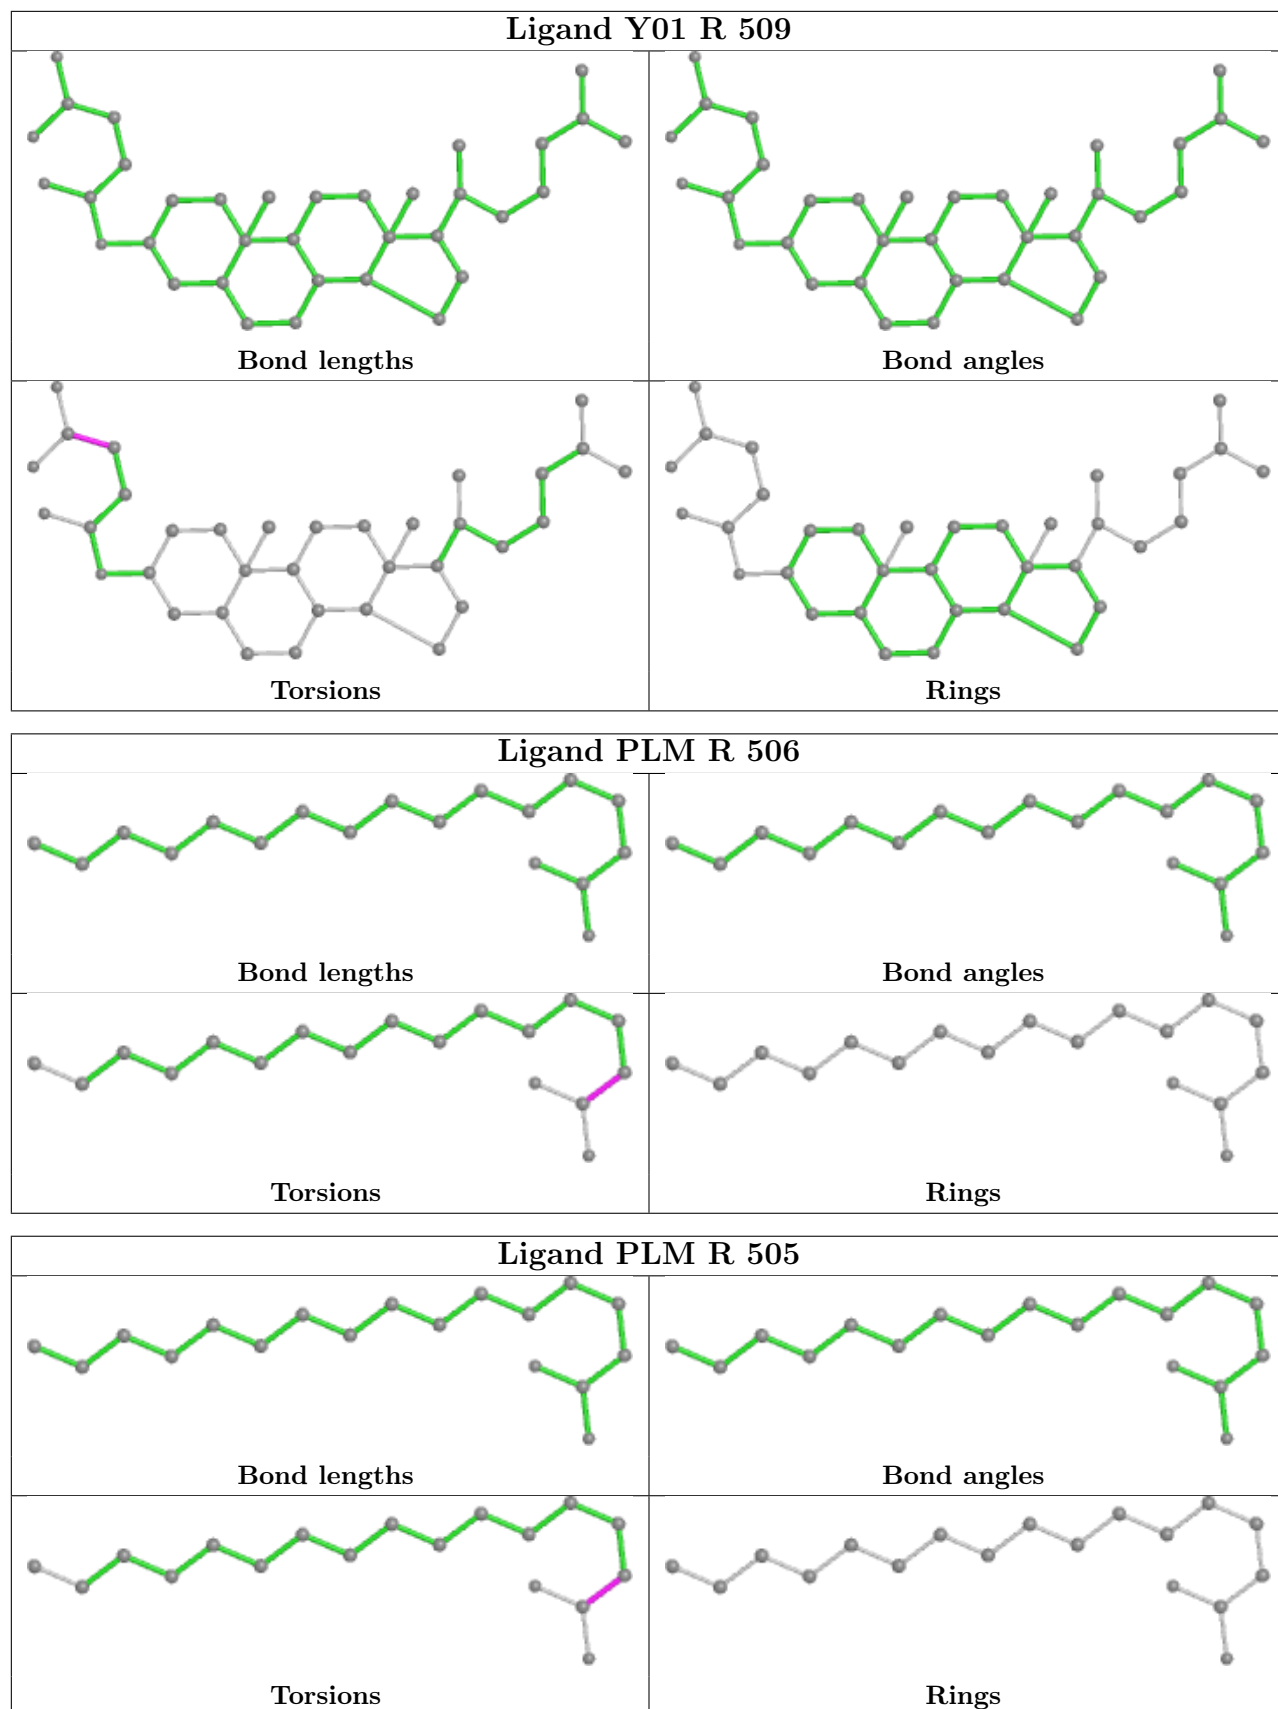 Ligand Y01 R 509
Bond lengths
Bond angles
Torsions
Rings
Ligand PLM R 506
Bond lengths
Bond angles
Torsions
Rings
Ligand PLM R 505
Bond lengths
Bond angles
Torsions
Rings